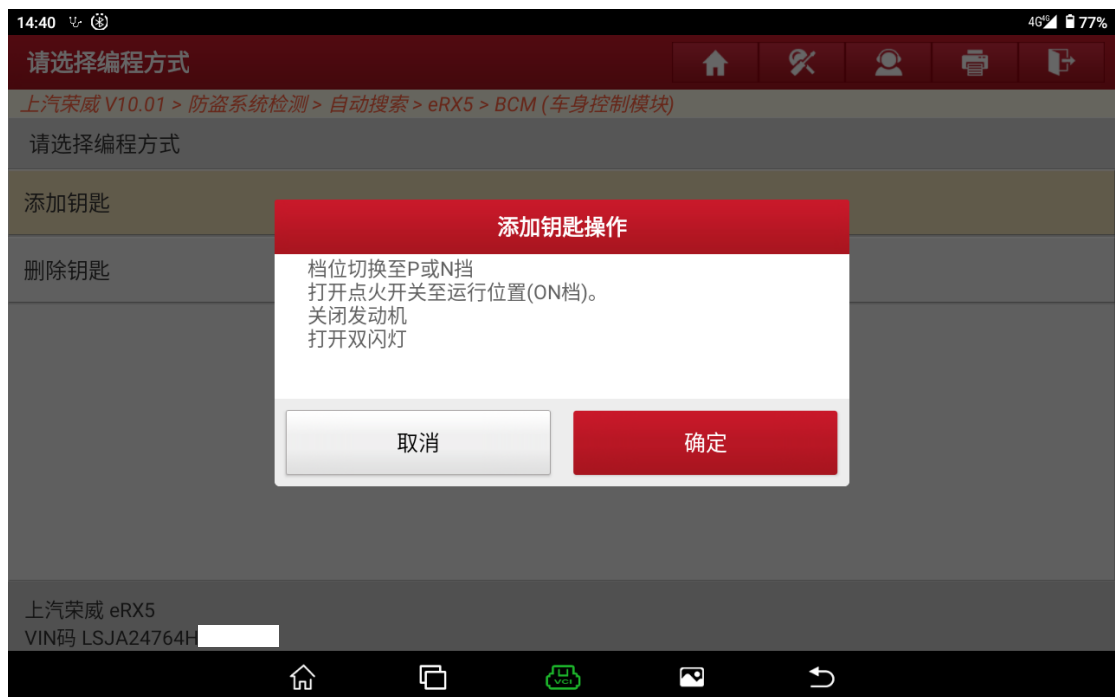 14:40
4G 4G 77%
请选择编程方式
上汽荣威 V10.01 > 防盗系统检测 > 自动搜索 > eRX5 > BCM (车身控制模块)
请选择编程方式
添加钥匙
删除钥匙
添加钥匙操作
档位切换至P或N挡
打开点火开关至运行位置(ON档)。
关闭发动机
打开双闪灯
取消
确定
上汽荣威 eRX5
VIN码 LSJA24764H
VCI